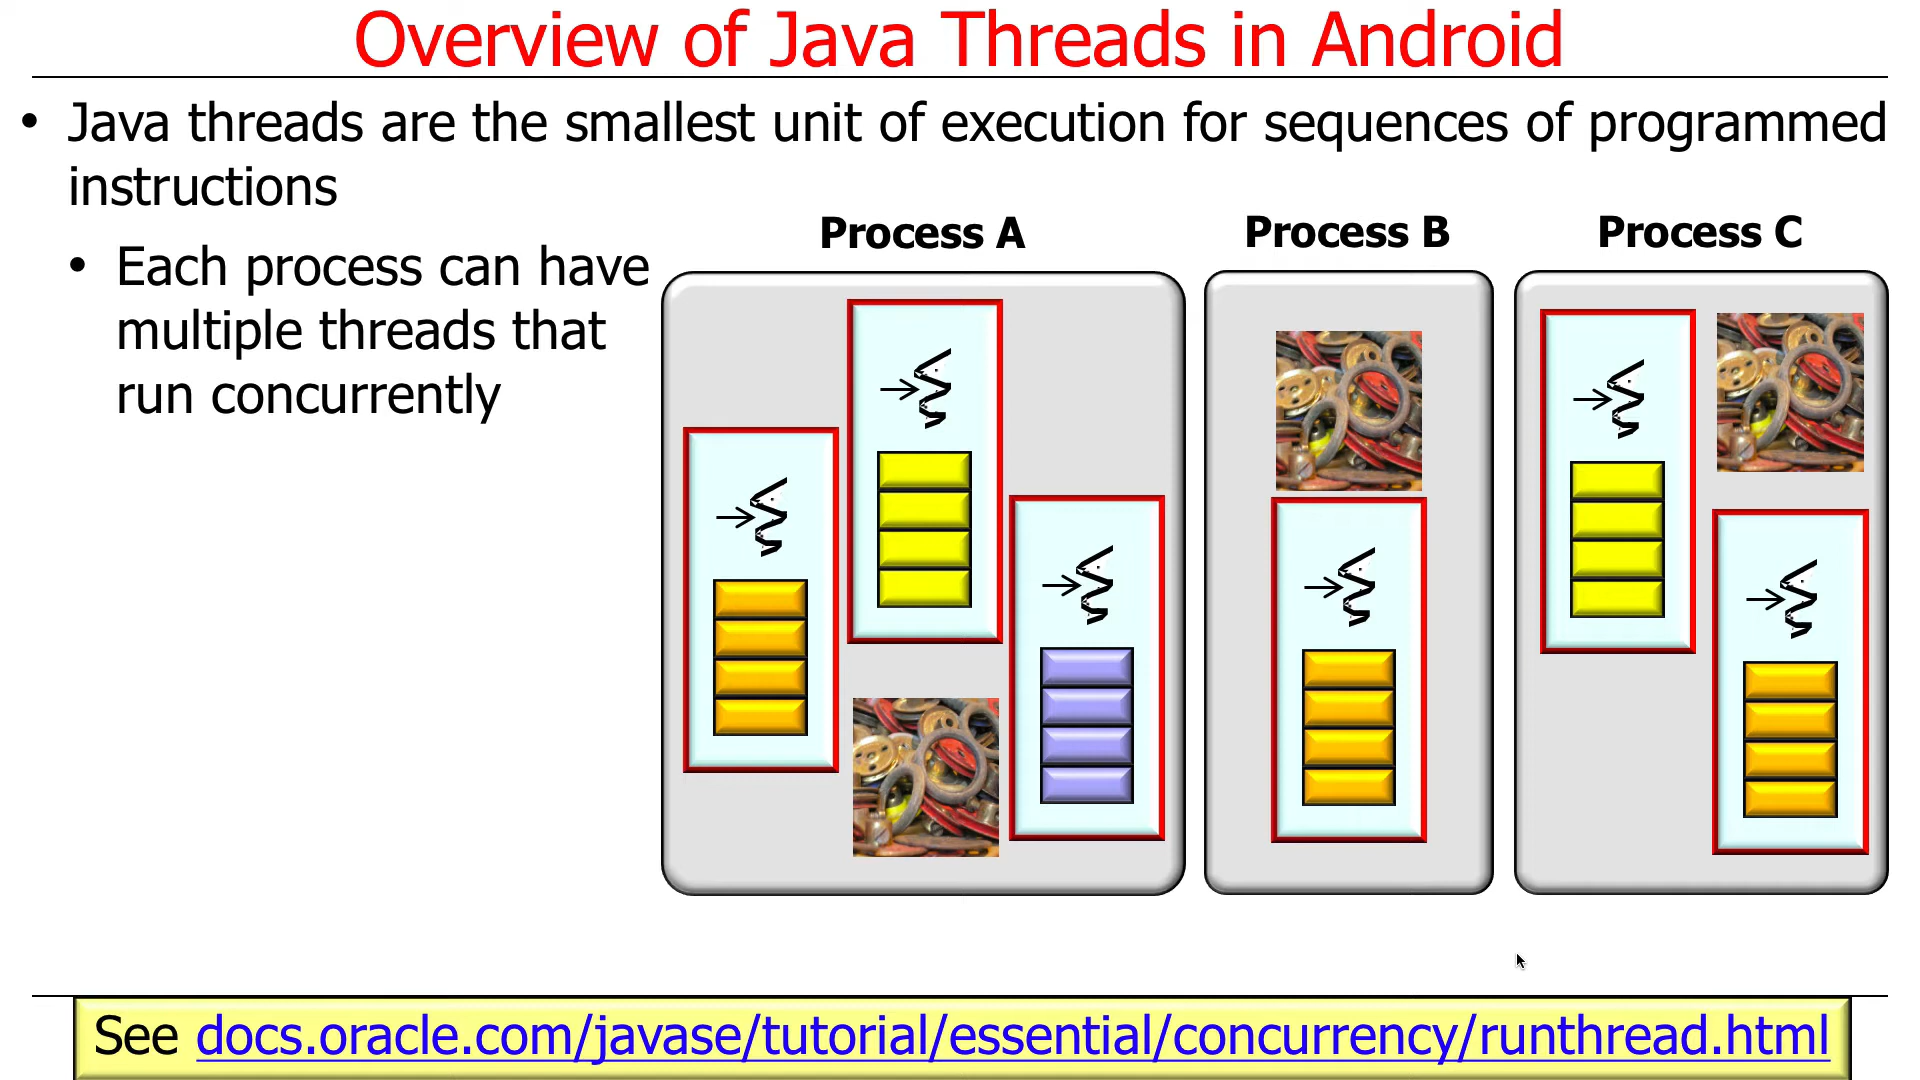 Overview of Java Threads in Android
• Java threads are the smallest unit of execution for sequences of programmed
instructions
• Each process can have
multiple threads that
run concurrently
Process A
Process B
Process C
See docs.oracle.com/javase/tutorial/essential/concurrency/runthread.html